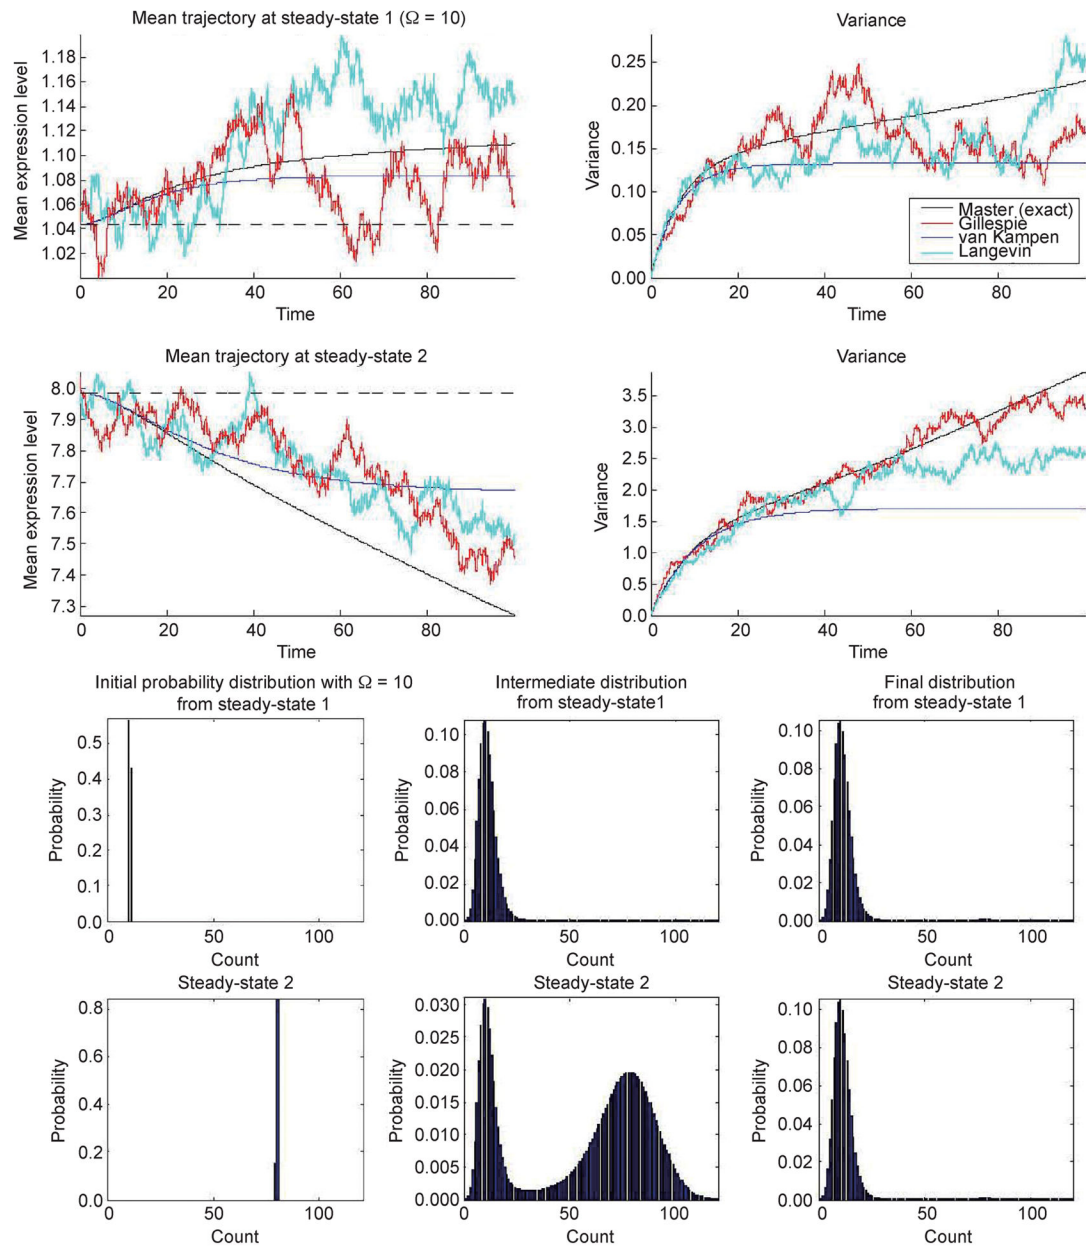 Mean trajectory at steady-state 1 (Ω = 10)
Variance
Mean expression level
1.18
1.16
1.14
1.12
1.10
1.08
1.06
1.04
1.02
0 20 40 60 80
Time
Variance
0.25
0.20
0.15
0.10
0.05
0.00
Master (exact)
Gillespie
van Kampen
Langevin
0 20 40 60 80 100
Time
Mean trajectory at steady-state 2
Variance
Mean expression level
8.0
7.9
7.8
7.7
7.6
7.5
7.4
7.3
0 20 40 60 80
Time
Variance
3.5
3.0
2.5
2.0
1.5
1.0
0.5
0.0
0 20 40 60 80 100
Time
Initial probability distribution with Ω = 10
from steady-state 1
Intermediate distribution
from steady-state1
Final distribution
from steady-state 1
Probability
0.5
0.4
0.3
0.2
0.1
0.0
0 50 100
Count
Probability
0.10
0.08
0.06
0.04
0.02
0.00
0 50 100
Count
Probability
0.10
0.08
0.06
0.04
0.02
0.00
0 50 100
Count
Steady-state 2
Steady-state 2
Steady-state 2
Probability
0.8
0.6
0.4
0.2
0.0
0 50 100
Count
Probability
0.030
0.025
0.020
0.015
0.010
0.005
0.000
0 50 100
Count
Probability
0.10
0.08
0.06
0.04
0.02
0.00
0 50 100
Count